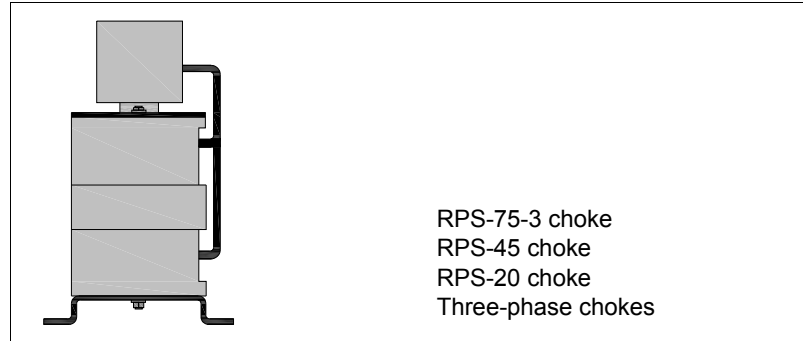 RPS-75-3 choke
RPS-45 choke
RPS-20 choke
Three-phase chokes